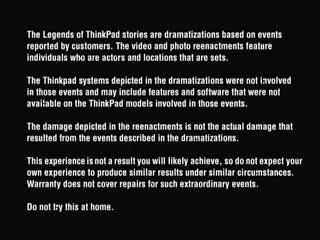 The Legends of ThinkPad stories are dramatizations based on events
reported by customers. The video and photo reenactments feature
individuals who are actors and locations that are sets.
The Thinkpad systems depicted in the dramatizations were not involved
in those events and may include features and software that were not
available on the ThinkPad models involved in those events.
The damage depicted in the reenactments is not the actual damage that
resulted from the events described in the dramatizations.
This experience is not a result you will likely achieve, so do not expect your
own experience to produce similar results under similar circumstances.
Warranty does not cover repairs for such extraordinary events.
Do not try this at home.